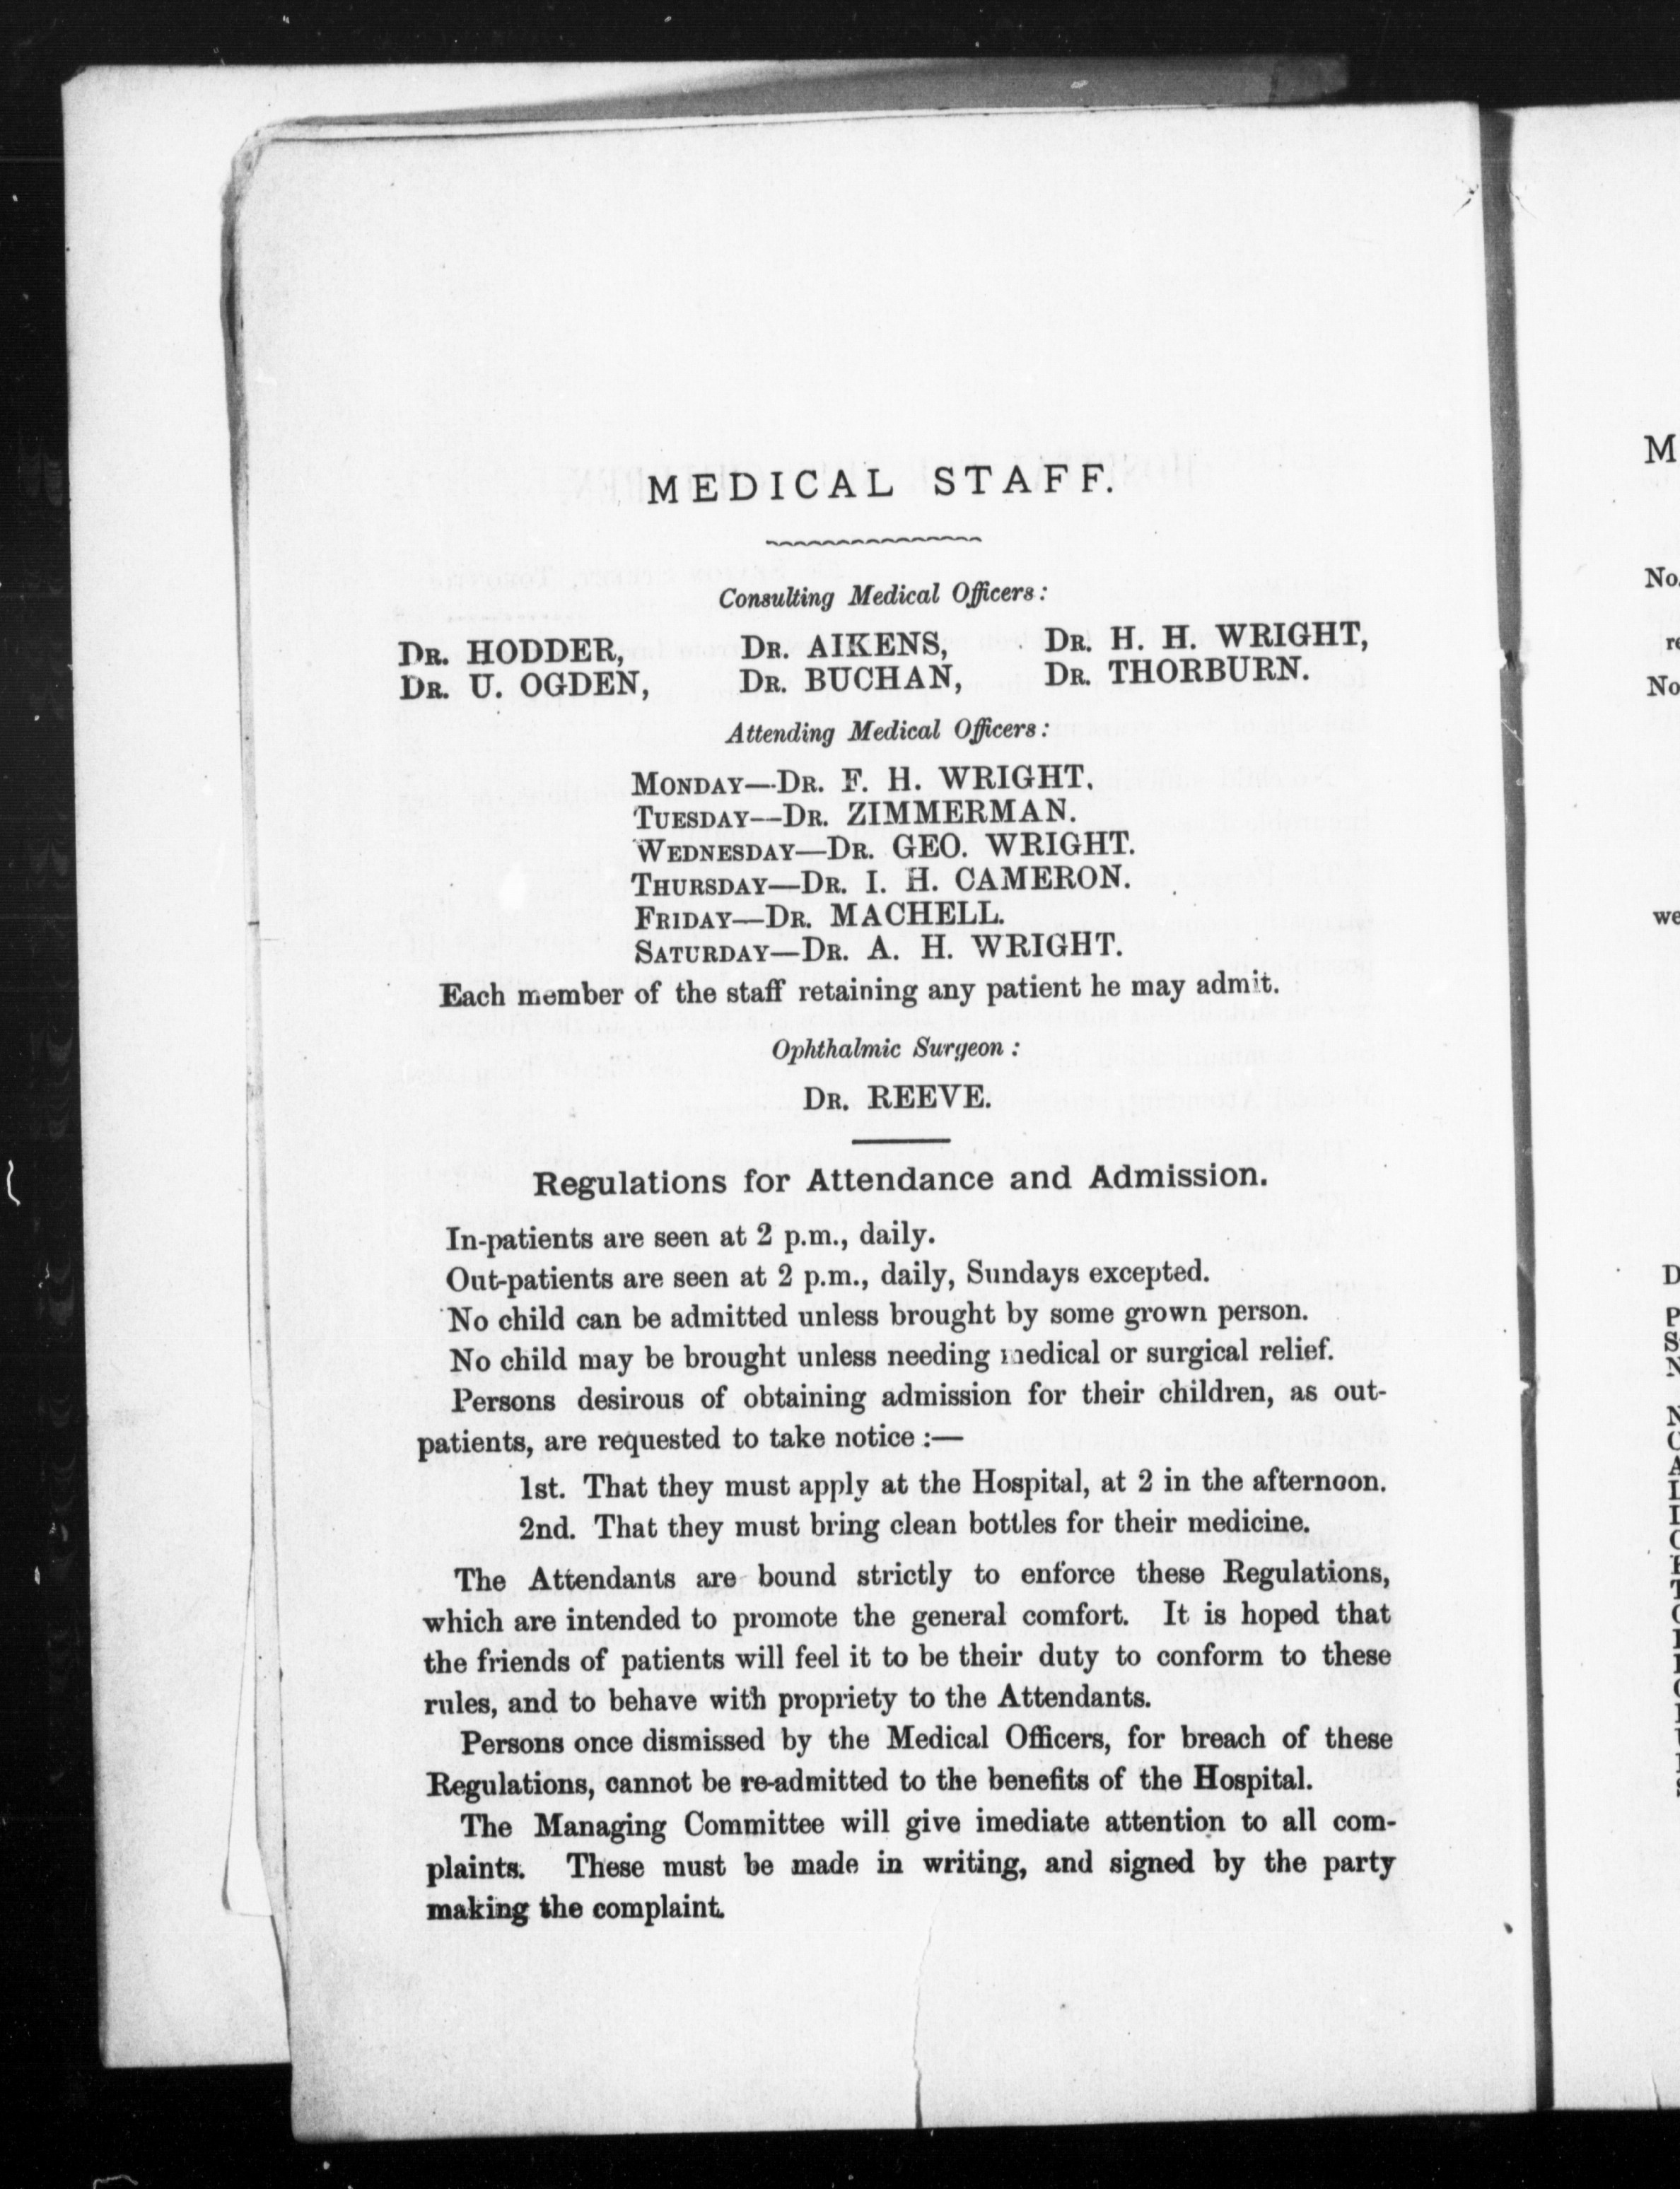 MEDICAL STAFF.
Consulting Medical Officers:
DR. HODDER, DR. AIKENS, DR. H. H. WRIGHT,
DR. U. OGDEN, DR. BUCHAN, DR. THORBURN.
Attending Medical Officers:
MONDAY—DR. F. H. WRIGHT.
TUESDAY—DR. ZIMMERMAN.
WEDNESDAY—DR. GEO. WRIGHT.
THURSDAY—DR. I. H. CAMERON.
FRIDAY—DR. MACHELL.
SATURDAY—DR. A. H. WRIGHT.
Each member of the staff retaining any patient he may admit.
Ophthalmic Surgeon:
DR. REEVE.
Regulations for Attendance and Admission.
In-patients are seen at 2 p.m., daily.
Out-patients are seen at 2 p.m., daily, Sundays excepted.
No child can be admitted unless brought by some grown person.
No child may be brought unless needing medical or surgical relief.
Persons desirous of obtaining admission for their children, as out-
patients, are requested to take notice:—
1st. That they must apply at the Hospital, at 2 in the afternoon.
2nd. That they must bring clean bottles for their medicine.
The Attendants are bound strictly to enforce these Regulations,
which are intended to promote the general comfort. It is hoped that
the friends of patients will feel it to be their duty to conform to these
rules, and to behave with propriety to the Attendants.
Persons once dismissed by the Medical Officers, for breach of these
Regulations, cannot be re-admitted to the benefits of the Hospital.
The Managing Committee will give imediate attention to all com-
plaints. These must be made in writing, and signed by the party
making the complaint.